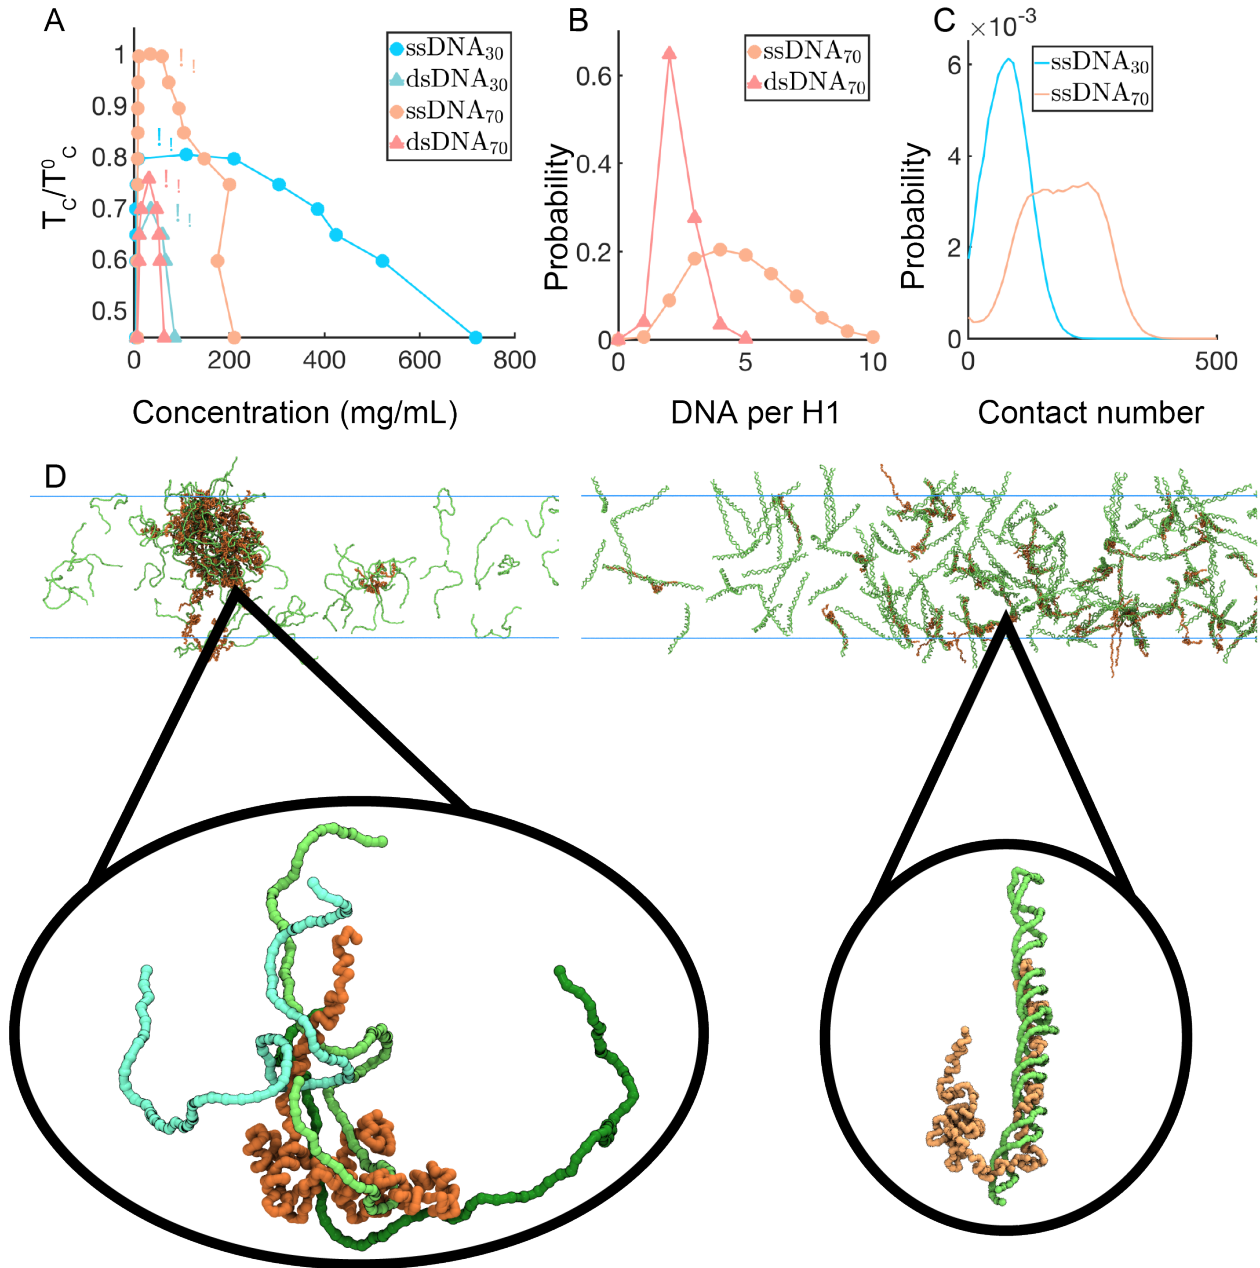 A
B
C
×10⁻³
ssDNA₃₀
dsDNA₃₀
ssDNA₇₀
dsDNA₇₀
1
0.9
0.8
0.7
0.6
0.5
T_C/T⁰_C
! !
! !
! !
! !
0
200
400
600
800
Concentration (mg/mL)
ssDNA₇₀
dsDNA₇₀
0.6
0.4
0.2
0
Probability
0
5
10
DNA per H1
ssDNA₃₀
ssDNA₇₀
6
4
2
0
Probability
0
500
Contact number
D